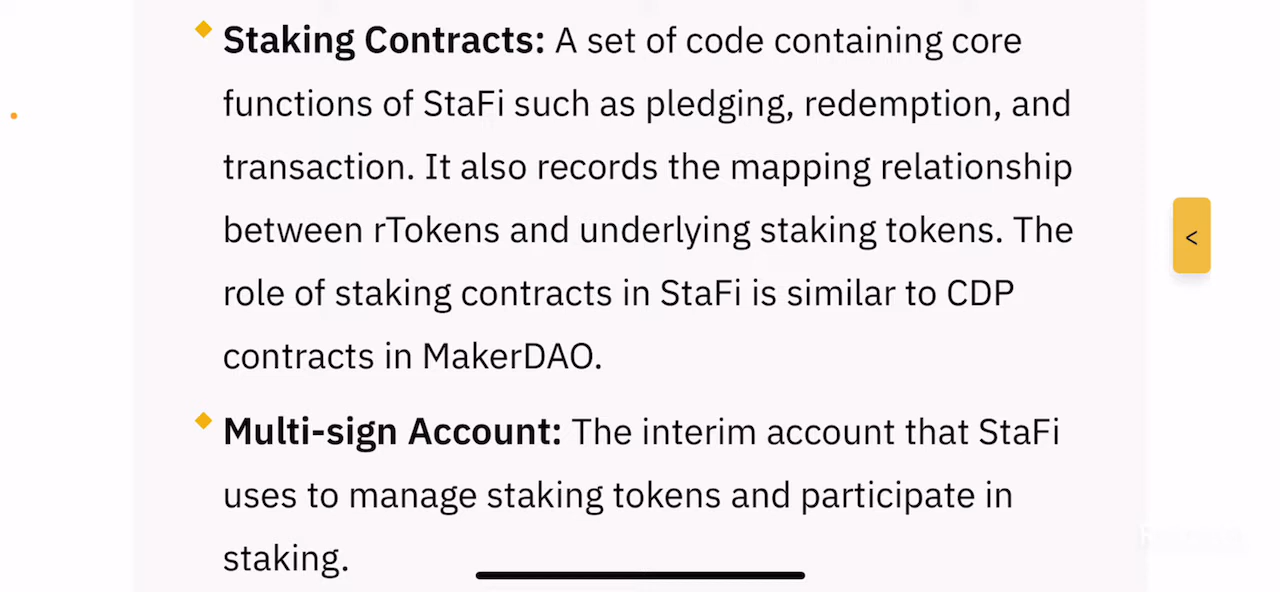 Staking Contracts: A set of code containing core
functions of StaFi such as pledging, redemption, and
transaction. It also records the mapping relationship
between rTokens and underlying staking tokens. The
role of staking contracts in StaFi is similar to CDP
contracts in MakerDAO.
<
Multi-sign Account: The interim account that StaFi
uses to manage staking tokens and participate in
staking.